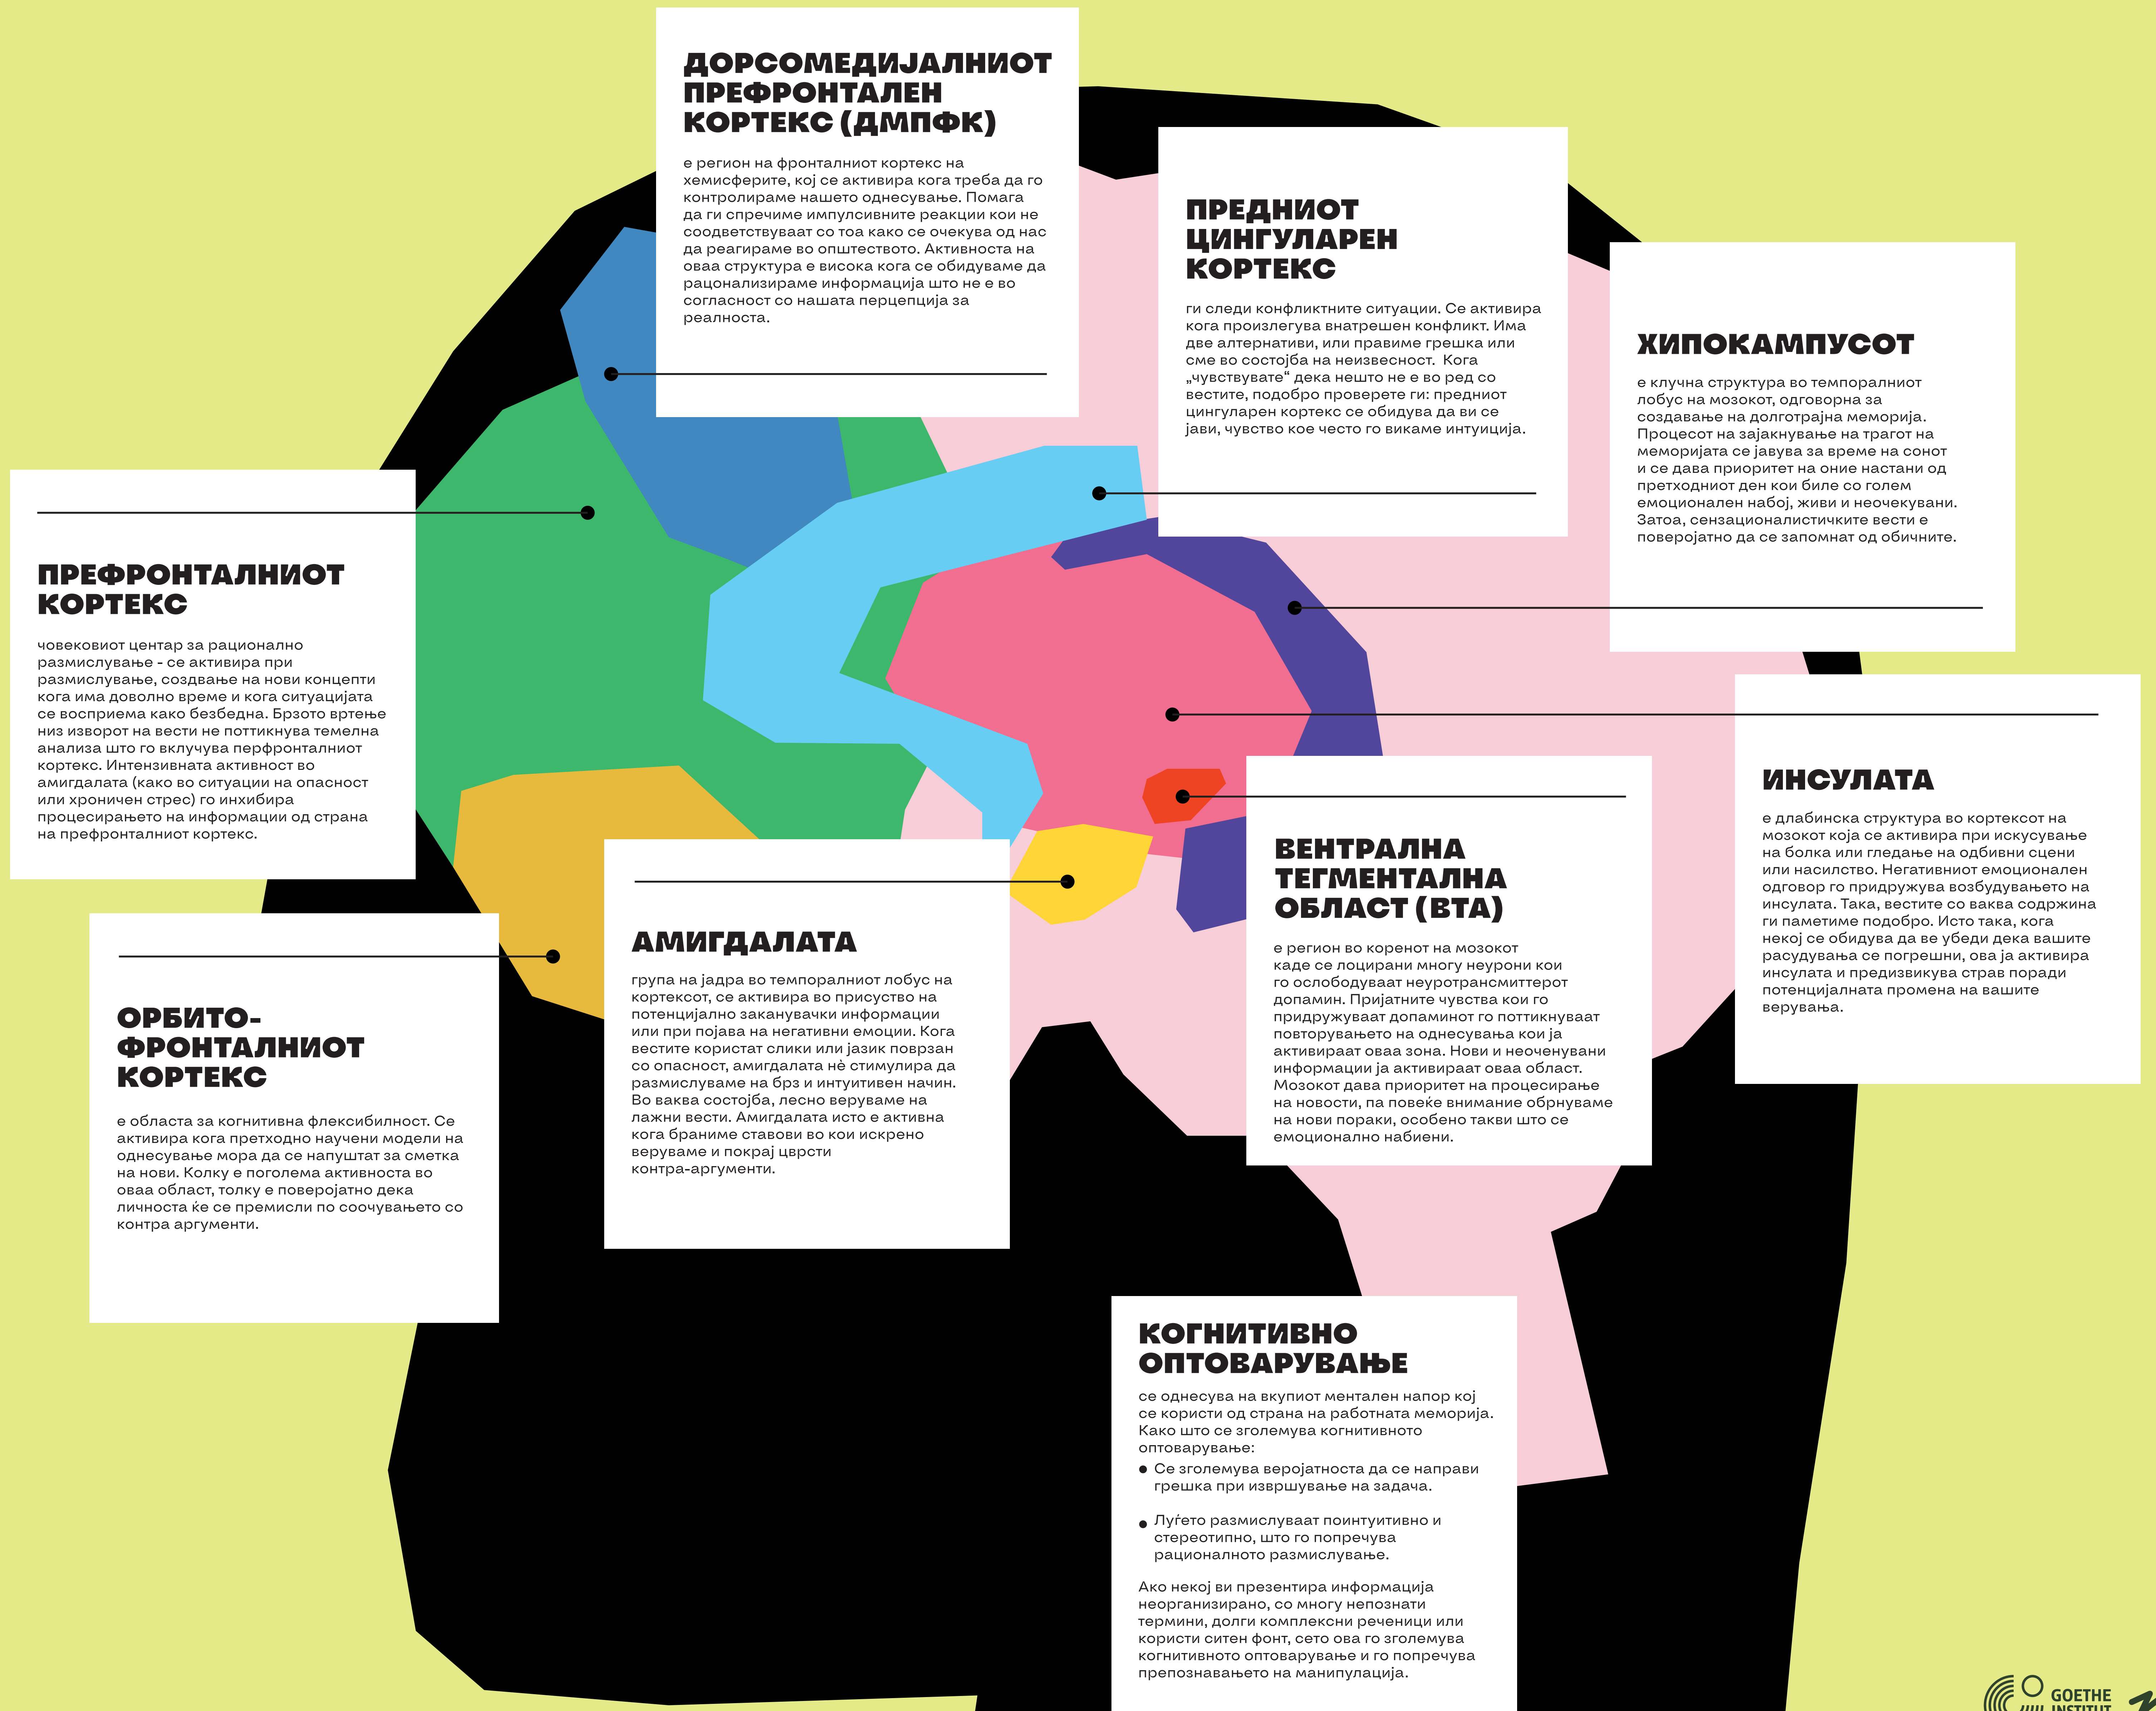 ДОРСОМЕДИЈАЛНИОТ
ПРЕФРОНТАЛЕН
КОРТЕКС (ДМПФК)
е регион на фронталниот кортекс на
хемисферите, кој се активира кога треба да го
контролираме нашето однесување. Помага
да ги спречиме импулсивните реакции кои не
соодветствуваат со тоа како се очекува од нас
да реагираме во општеството. Активноста на
оваа структура е висока кога се обидуваме да
рационализираме информација што не е во
согласност со нашата перцепција за
реалноста.
ПРЕДНИОТ
ЦИНГУЛАРЕН
КОРТЕКС
ги следи конфликтните ситуации. Се активира
кога произлегува внатрешен конфликт. Има
две алтернативи, или правиме грешка или
сме во состојба на неизвесност.  Кога
„чувствувате“ дека нешто не е во ред со
вестите, подобро проверете ги: предниот
цингуларен кортекс се обидува да ви се
јави, чувство кое често го викаме интуиција.
ХИПОКАМПУСОТ
е клучна структура во темпоралниот
лобус на мозокот, одговорна за
создавање на долготрајна меморија.
Процесот на зајакнување на трагот на
меморијата се јавува за време на сонот
и се дава приоритет на оние настани од
претходниот ден кои биле со голем
емоционален набој, живи и неочекувани.
Затоа, сензационалистичките вести е
поверојатно да се запомнат од обичните.
ПРЕФРОНТАЛНИОТ
КОРТЕКС
човековиот центар за рационално
размислување - се активира при
размислување, создвање на нови концепти
кога има доволно време и кога ситуацијата
се восприема како безбедна. Брзото вртење
низ изворот на вести не поттикнува темелна
анализа што го вклучува перфронталниот
кортекс. Интензивната активност во
амигдалата (како во ситуации на опасност
или хроничен стрес) го инхибира
процесирањето на информации од страна
на префронталниот кортекс.
ИНСУЛАТА
е длабинска структура во кортексот на
мозокот која се активира при искусување
на болка или гледање на одбивни сцени
или насилство. Негативниот емоционален
одговор го придружува возбудувањето на
инсулата. Така, вестите со ваква содржина
ги паметиме подобро. Исто така, кога
некој се обидува да ве убеди дека вашите
расудувања се погрешни, ова ја активира
инсулата и предизвикува страв поради
потенцијалната промена на вашите
верувања.
ВЕНТРАЛНА
ТЕГМЕНТАЛНА
ОБЛАСТ (ВТА)
е регион во коренот на мозокот
каде се лоцирани многу неурони кои
го ослободуваат неуротрансмиттерот
допамин. Пријатните чувства кои го
придружуваат допаминот го поттикнуваат
повторувањето на однесувања кои ја
активираат оваа зона. Нови и неоченувани
информации ја активираат оваа област.
Мозокот дава приоритет на процесирање
на новости, па повеќе внимание обрнуваме
на нови пораки, особено такви што се
емоционално набиени.
АМИГДАЛАТА
група на јадра во темпоралниот лобус на
кортексот, се активира во присуство на
потенцијално заканувачки информации
или при појава на негативни емоции. Кога
вестите користат слики или јазик поврзан
со опасност, амигдалата нѐ стимулира да
размислуваме на брз и интуитивен начин.
Во ваква состојба, лесно веруваме на
лажни вести. Амигдалата исто е активна
кога браниме ставови во кои искрено
веруваме и покрај цврсти
контра-аргументи.
ОРБИТО-
ФРОНТАЛНИОТ
КОРТЕКС
е областа за когнитивна флексибилност. Се
активира кога претходно научени модели на
однесување мора да се напуштат за сметка
на нови. Колку е поголема активноста во
оваа област, толку е поверојатно дека
личноста ќе се премисли по соочувањето со
контра аргументи.
КОГНИТИВНО
ОПТОВАРУВАЊЕ
се однесува на вкупиот ментален напор кој
се користи од страна на работната меморија.
Како што се зголемува когнитивното
оптоварување:
● Се зголемува веројатноста да се направи
грешка при извршување на задача.
● Луѓето размислуваат поинтуитивно и
стереотипно, што го попречува
рационалното размислување.
Ако некој ви презентира информација
неорганизирано, со многу непознати
термини, долги комплексни реченици или
користи ситен фонт, сето ова го зголемува
когнитивното оптоварување и го попречува
препознавањето на манипулација.
GOETHE
INSTITUT